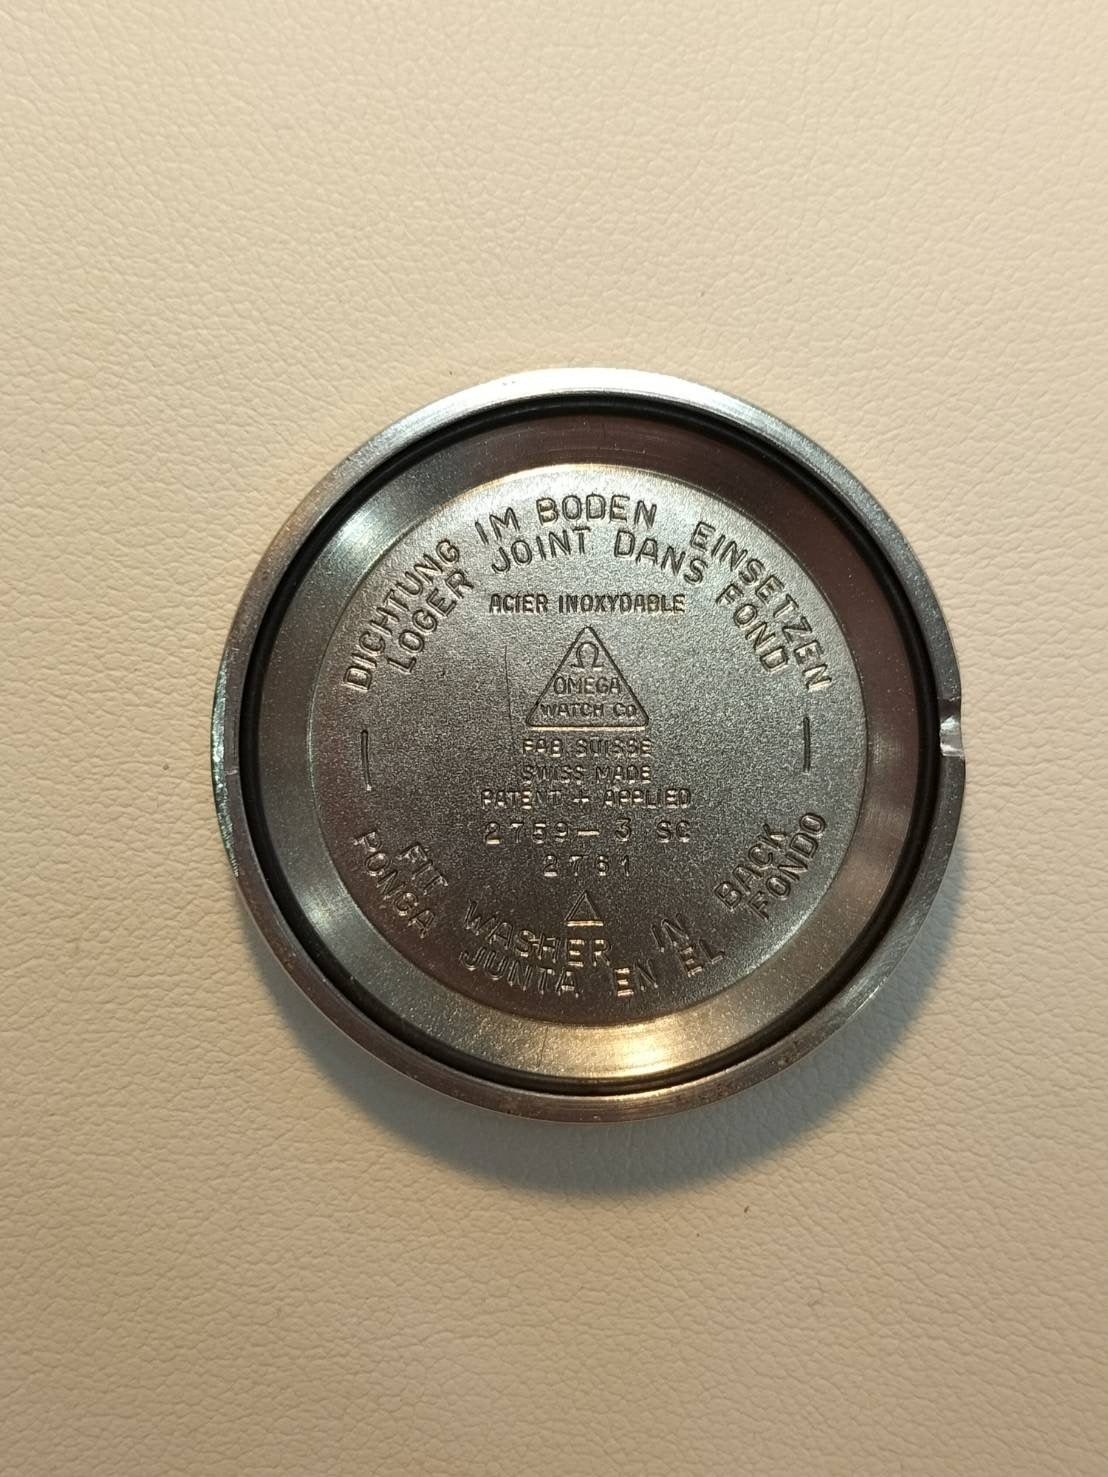 DICHTUNG IM BODEN EINSETZEN
LOGER JOINT DANS FOND
ACIER INOXYDABLE
Ω
OMEGA
WATCH Co
FAB. SUISSE
SWISS MADE
PATENT + APPLIED
2759-3 SC
2761
FIT WASHER IN BACK
PONGA JUNTA EN EL FONDO